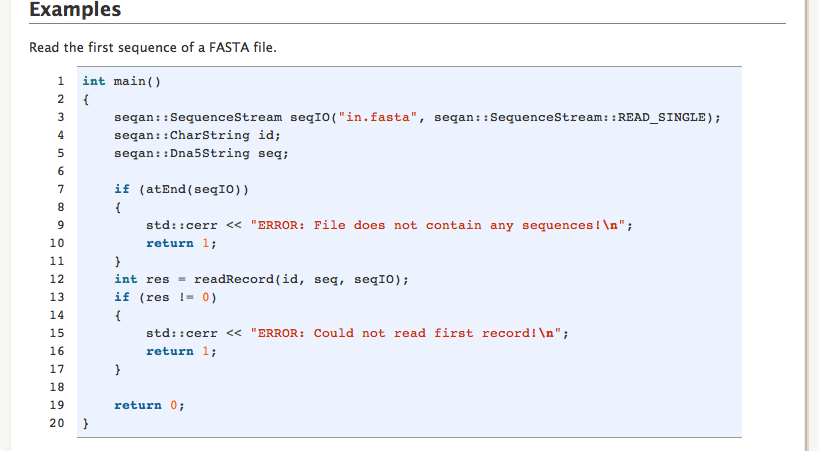 Examples
Read the first sequence of a FASTA file.
1 int main()
2 {
3     seqan::SequenceStream seqIO("in.fasta", seqan::SequenceStream::READ_SINGLE);
4     seqan::CharString id;
5     seqan::Dna5String seq;
6
7     if (atEnd(seqIO))
8     {
9         std::cerr << "ERROR: File does not contain any sequences!\n";
10         return 1;
11     }
12     int res = readRecord(id, seq, seqIO);
13     if (res != 0)
14     {
15         std::cerr << "ERROR: Could not read first record!\n";
16         return 1;
17     }
18
19     return 0;
20 }